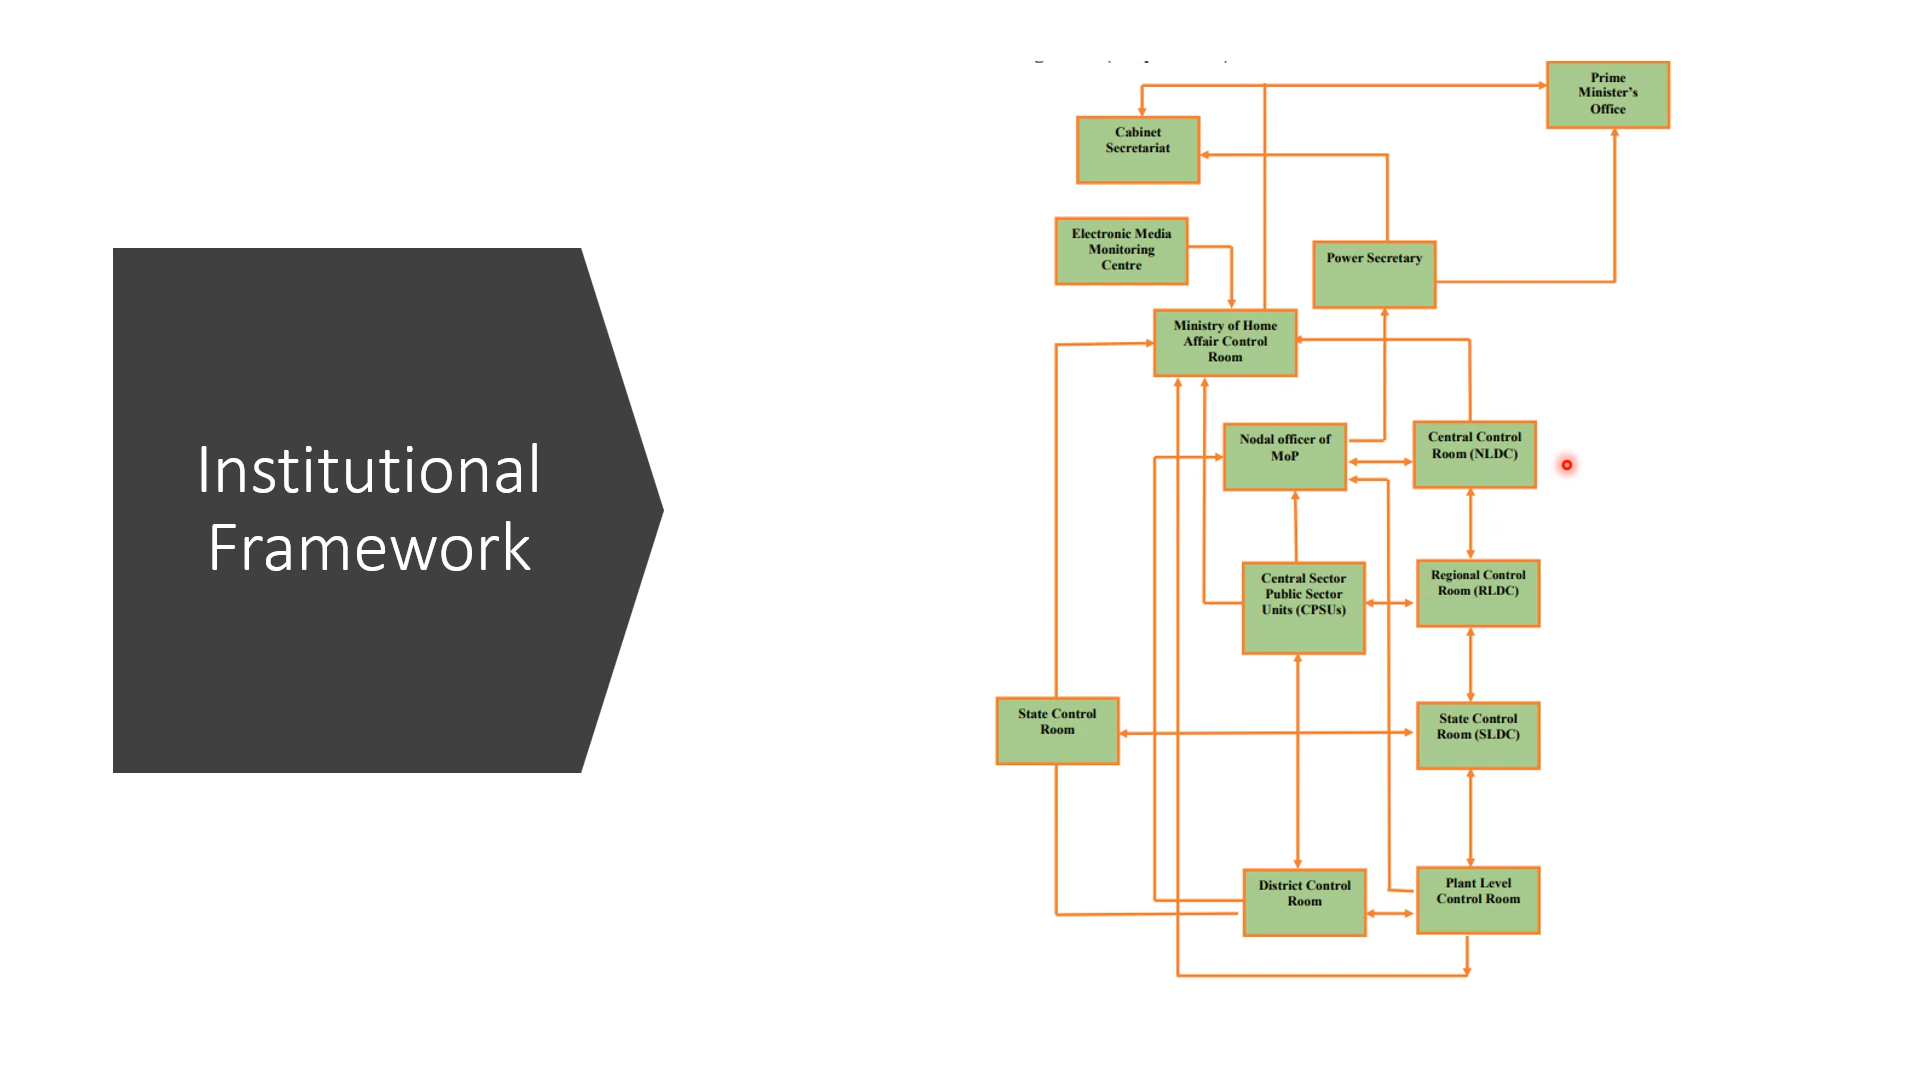 Institutional
Framework
Prime
Minister's
Office
Cabinet
Secretariat
Electronic Media
Monitoring
Centre
Power Secretary
Ministry of Home
Affair Control
Room
Nodal officer of
MoP
Central Control
Room (NLDC)
Central Sector
Public Sector
Units (CPSUs)
Regional Control
Room (RLDC)
State Control
Room
State Control
Room (SLDC)
District Control
Room
Plant Level
Control Room